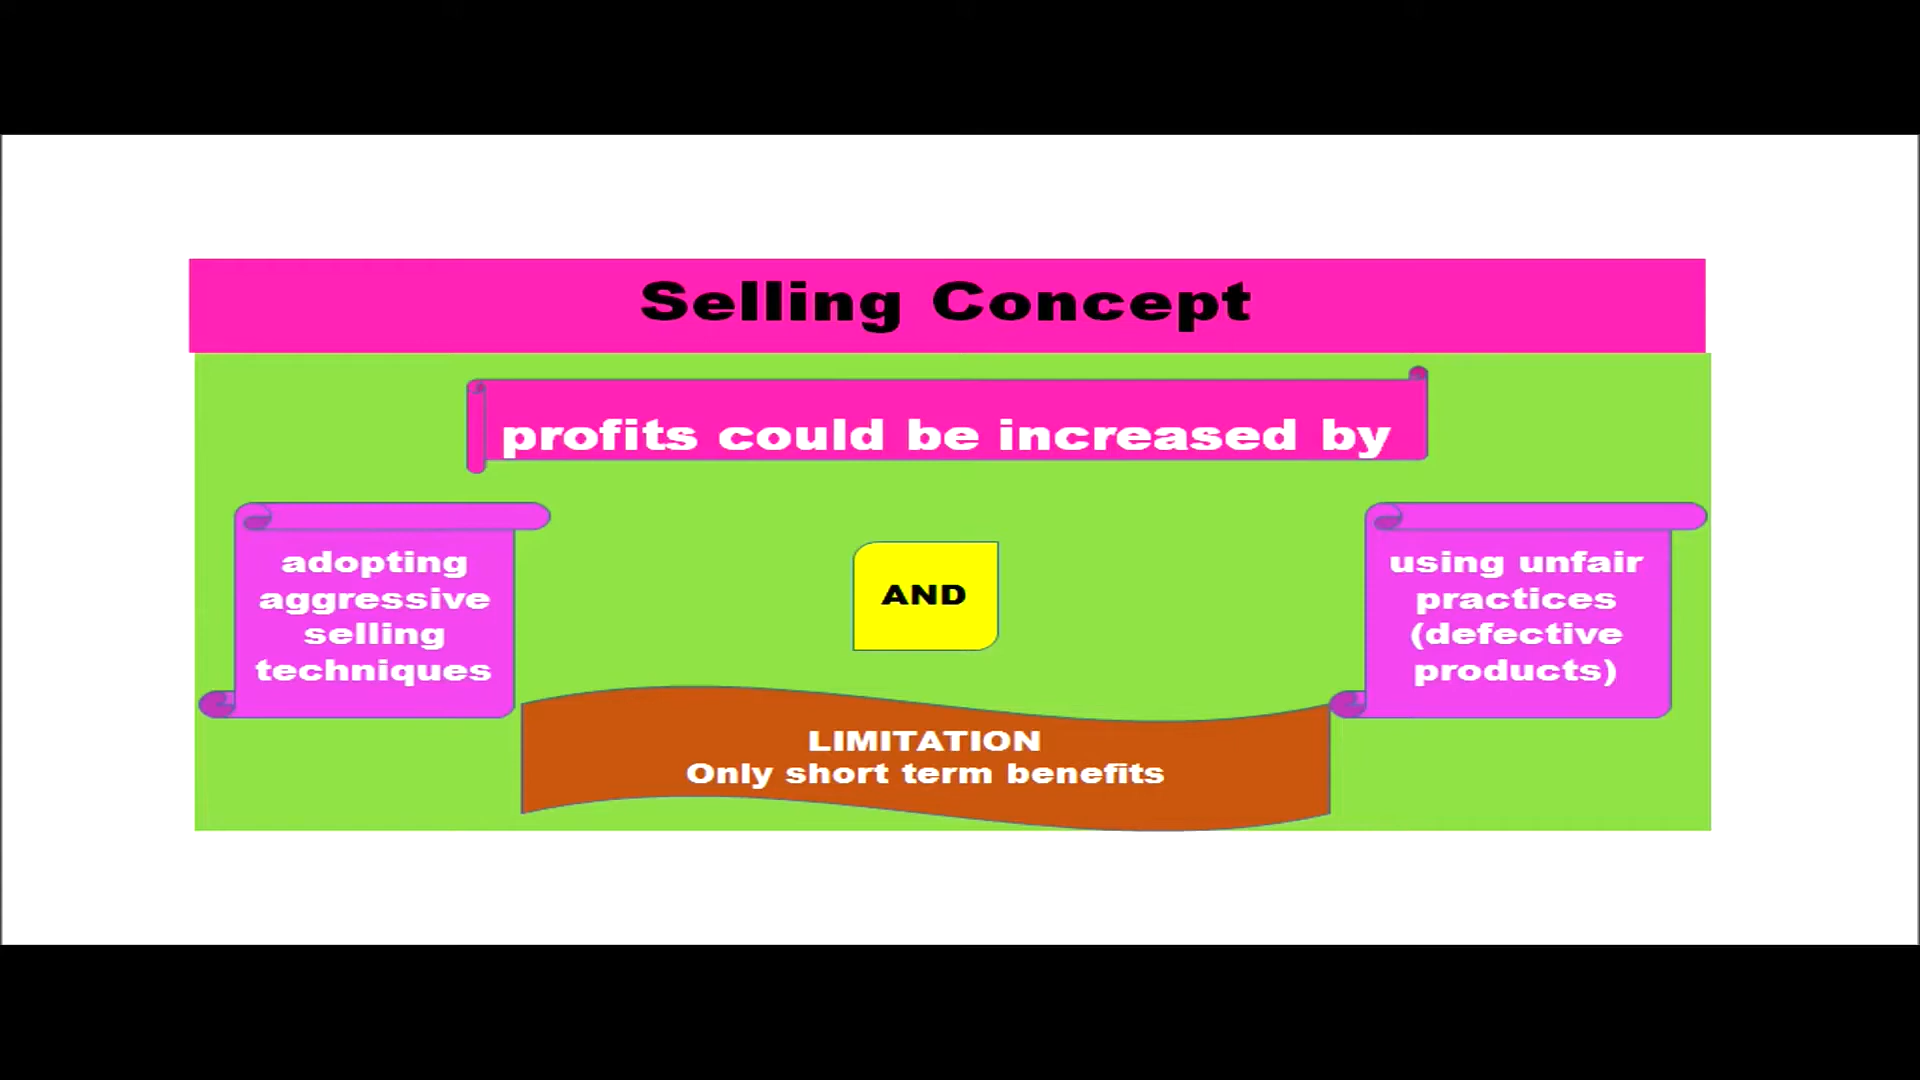 Selling Concept
profits could be increased by
adopting
aggressive
selling
techniques
AND
using unfair
practices
(defective
products)
LIMITATION
Only short term benefits